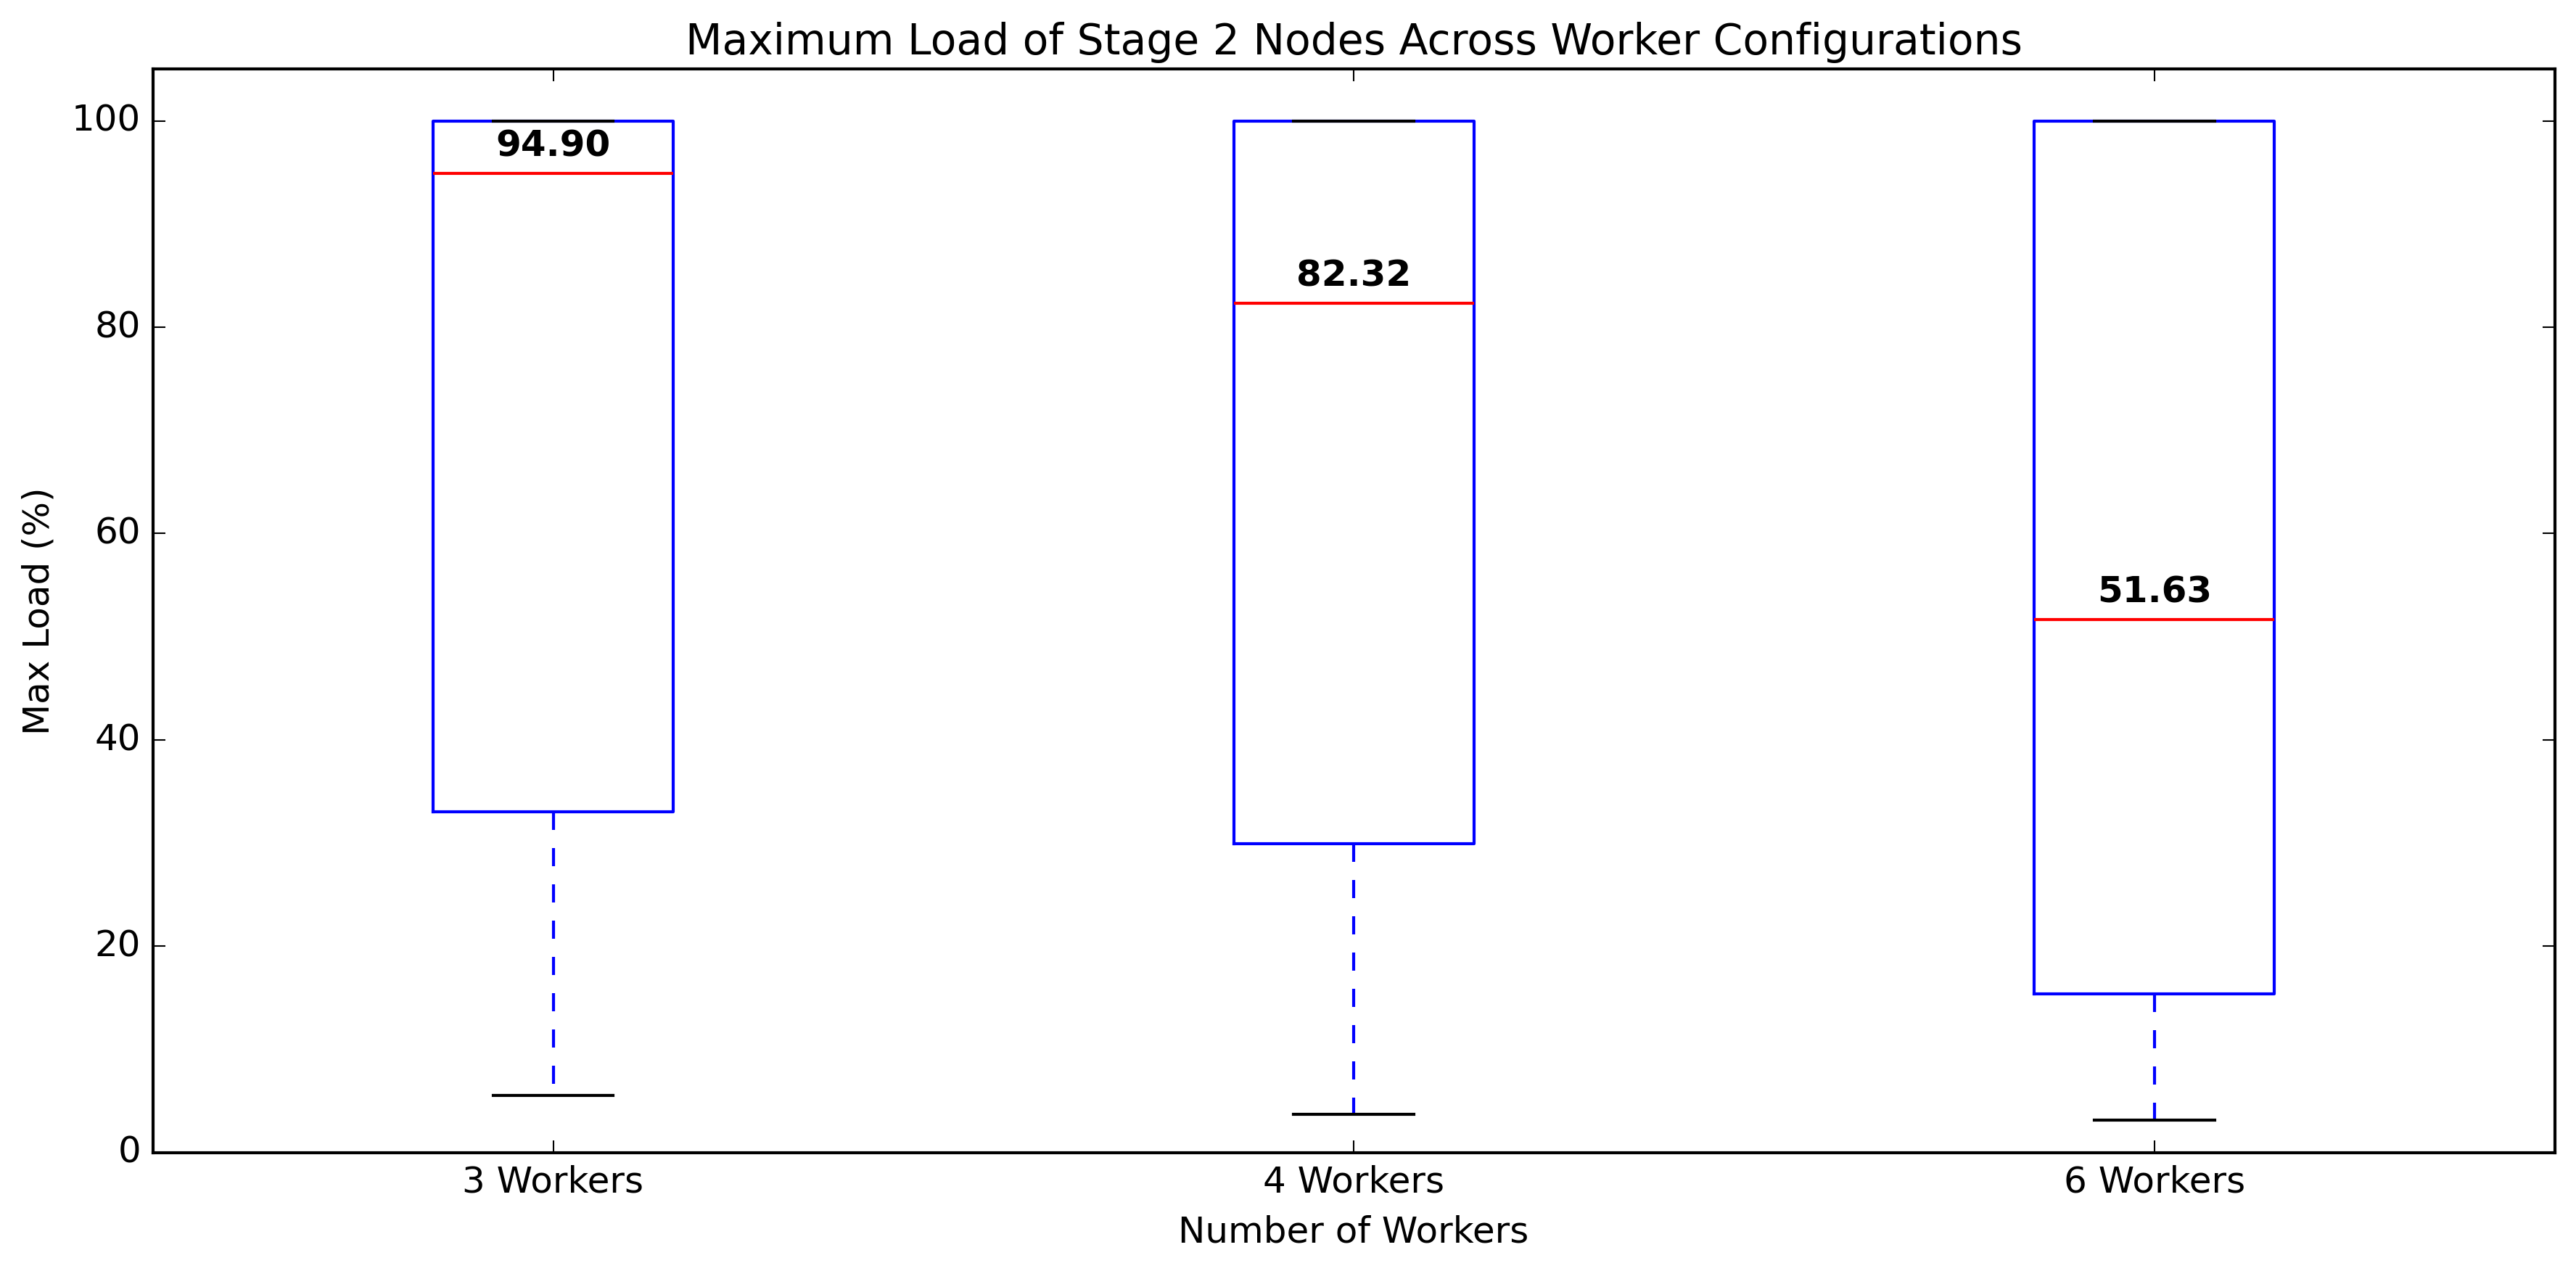 Maximum Load of Stage 2 Nodes Across Worker Configurations
Max Load (%)
100
80
60
40
20
0
94.90
82.32
51.63
3 Workers
4 Workers
6 Workers
Number of Workers